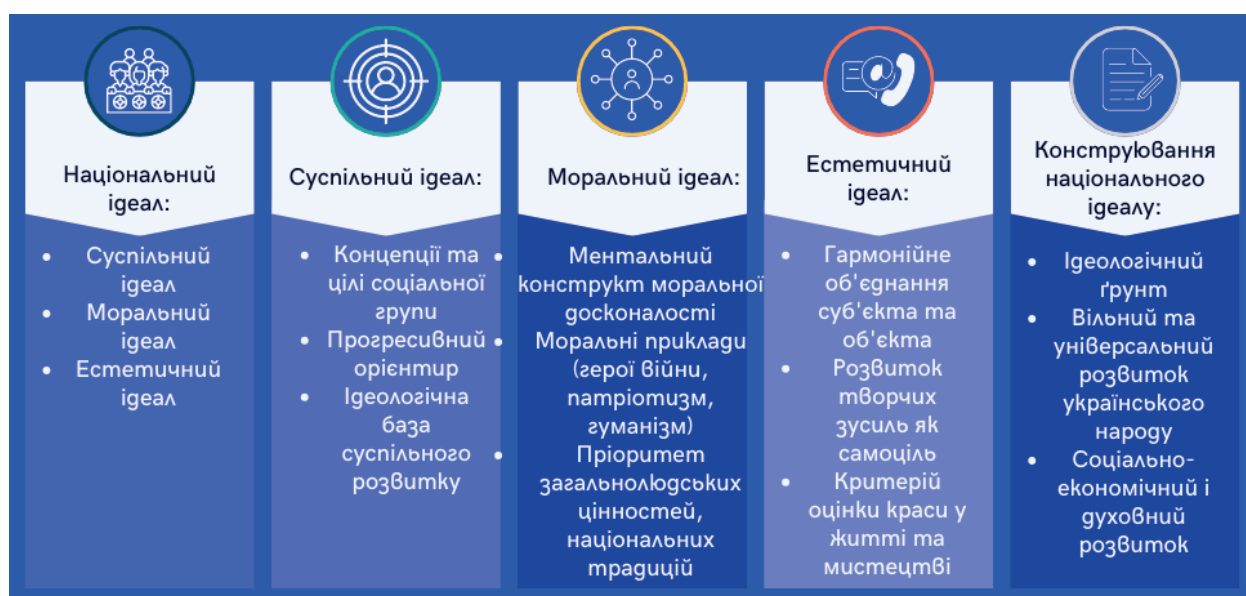 Національний
ідеал:
• Суспільний
ідеал
• Моральний
ідеал
• Естетичний
ідеал
Суспільний ідеал:
• Концепції та
цілі соціальної
групи
• Прогресивний
орієнтир
• Ідеологічна
база
суспільного
розвитку
Моральний ідеал:
• Ментальний
конструкт моральної
досконалості
• Моральні приклади
(герої війни,
патріотизм,
гуманізм)
• Пріоритет
загальнолюдських
цінностей,
національних
традицій
Естетичний
ідеал:
• Гармонійне
об'єднання
суб'єкта та
об'єкта
• Розвиток
творчих
зусиль як
самоціль
• Критерій
оцінки краси у
житті та
мистецтві
Конструювання
національного
ідеалу:
• Ідеологічний
ґрунт
• Вільний та
універсальний
розвиток
українського
народу
• Соціально-
економічний і
духовний
розвиток